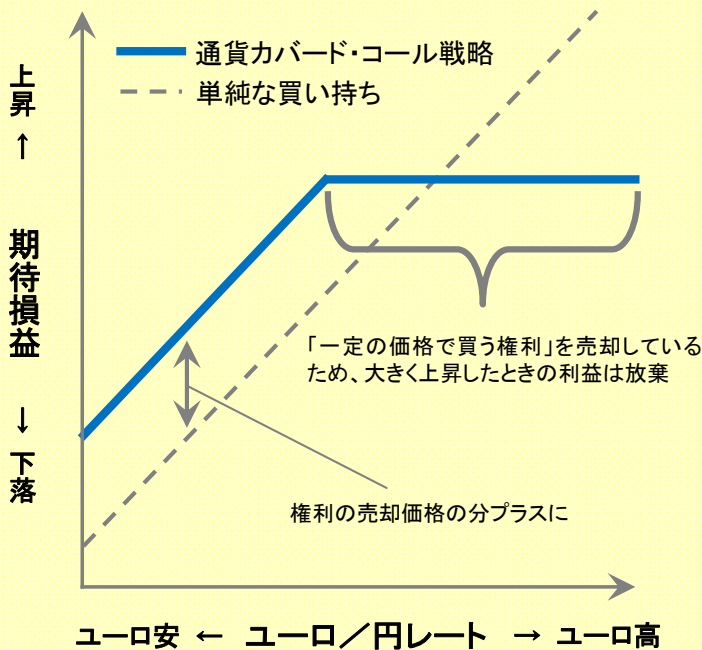 通貨カバード・コール戦略
単純な買い持ち
上昇 ↑ 期待損益 ↓ 下落
「一定の価格で買う権利」を売却している
ため、大きく上昇したときの利益は放棄
権利の売却価格の分プラスに
ユーロ安 ← ユーロ／円レート → ユーロ高